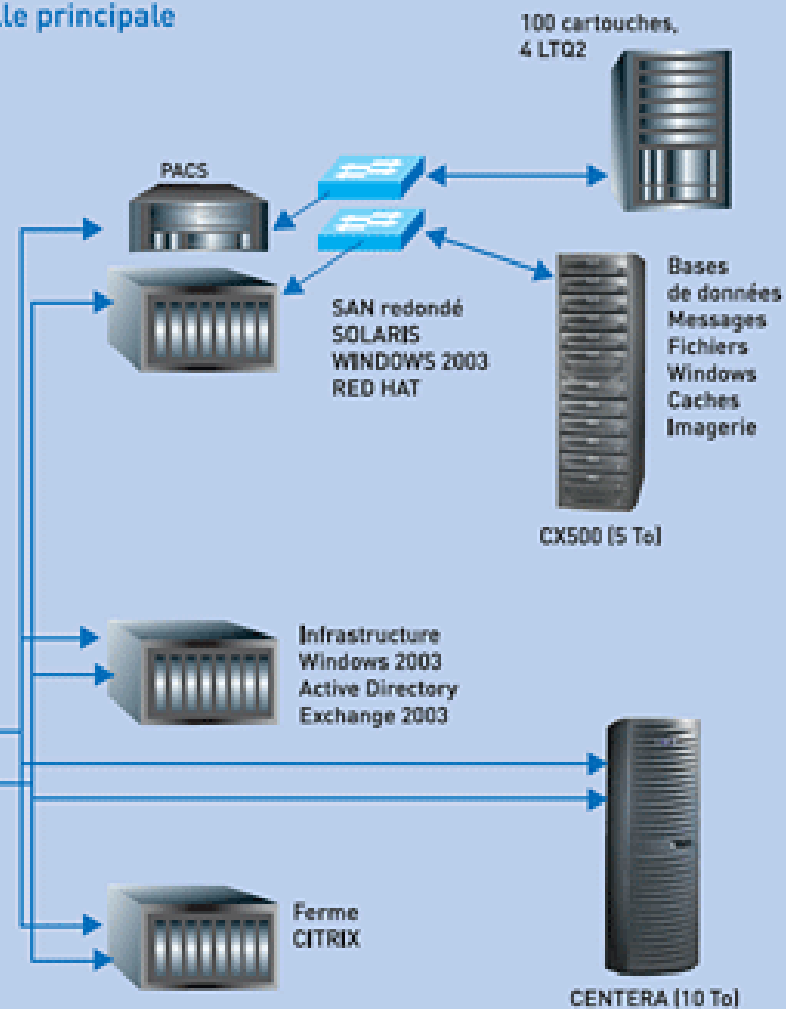 lle principale
100 cartouches,
4 LTO2
PACS
SAN redondé
SOLARIS
WINDOWS 2003
RED HAT
Bases
de données
Messages
Fichiers
Windows
Caches
Imagerie
CX500 (5 To)
Infrastructure
Windows 2003
Active Directory
Exchange 2003
Ferme
CITRIX
CENTERA (10 To)